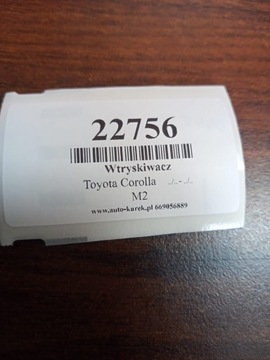 22756
Wtryskiwacz
Toyota Corolla ./.. - ../..
M2
www.auto-kurek.pl 669056889